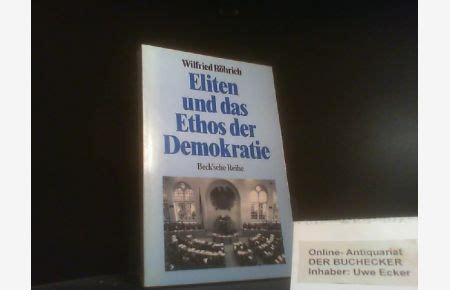 Wilfried Röhrich
Eliten
und das
Ethos der
Demokratie
Beck'sche Reihe
Online- Antiquariat
DER BUCHECKER
Inhaber: Uwe Ecker